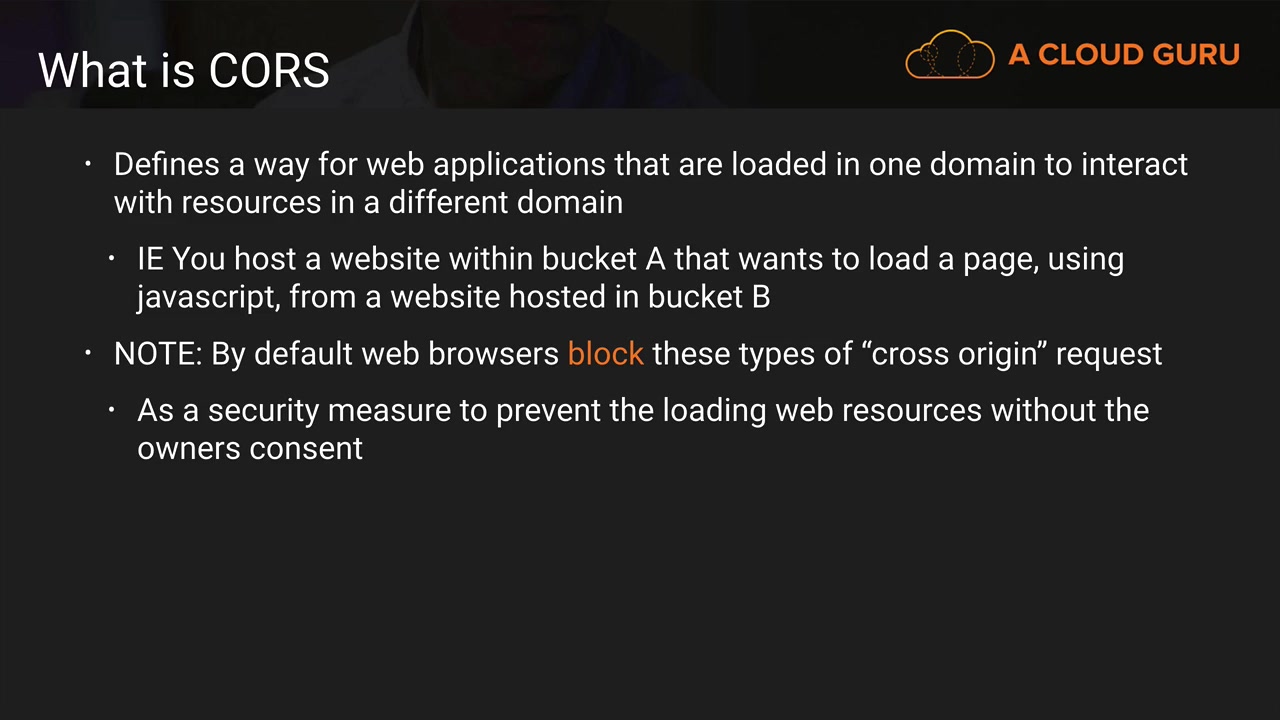 What is CORS
A CLOUD GURU
• Defines a way for web applications that are loaded in one domain to interact
with resources in a different domain
• IE You host a website within bucket A that wants to load a page, using
javascript, from a website hosted in bucket B
• NOTE: By default web browsers block these types of “cross origin” request
• As a security measure to prevent the loading web resources without the
owners consent